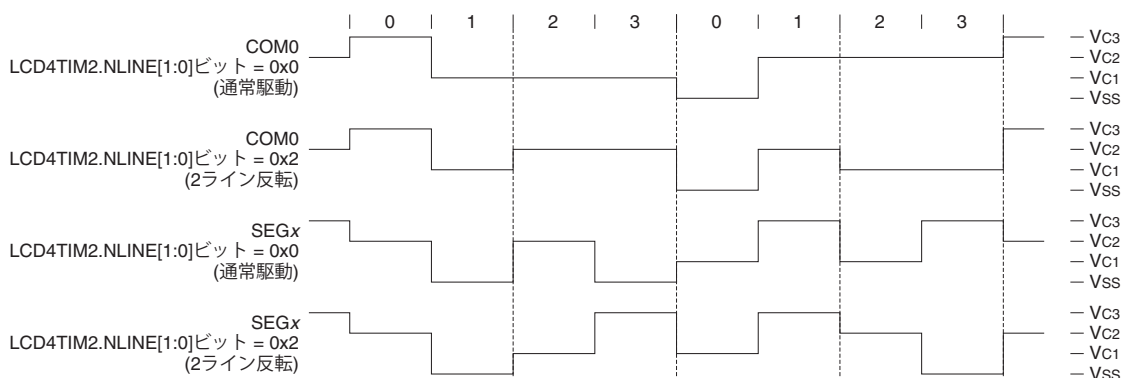 0 1 2 3 0 1 2 3
COM0
LCD4TIM2.NLINE[1:0]ビット = 0x0
(通常駆動)
VC3
VC2
VC1
VSS
COM0
LCD4TIM2.NLINE[1:0]ビット = 0x2
(2ライン反転)
VC3
VC2
VC1
VSS
SEGx
LCD4TIM2.NLINE[1:0]ビット = 0x0
(通常駆動)
VC3
VC2
VC1
VSS
SEGx
LCD4TIM2.NLINE[1:0]ビット = 0x2
(2ライン反転)
VC3
VC2
VC1
VSS